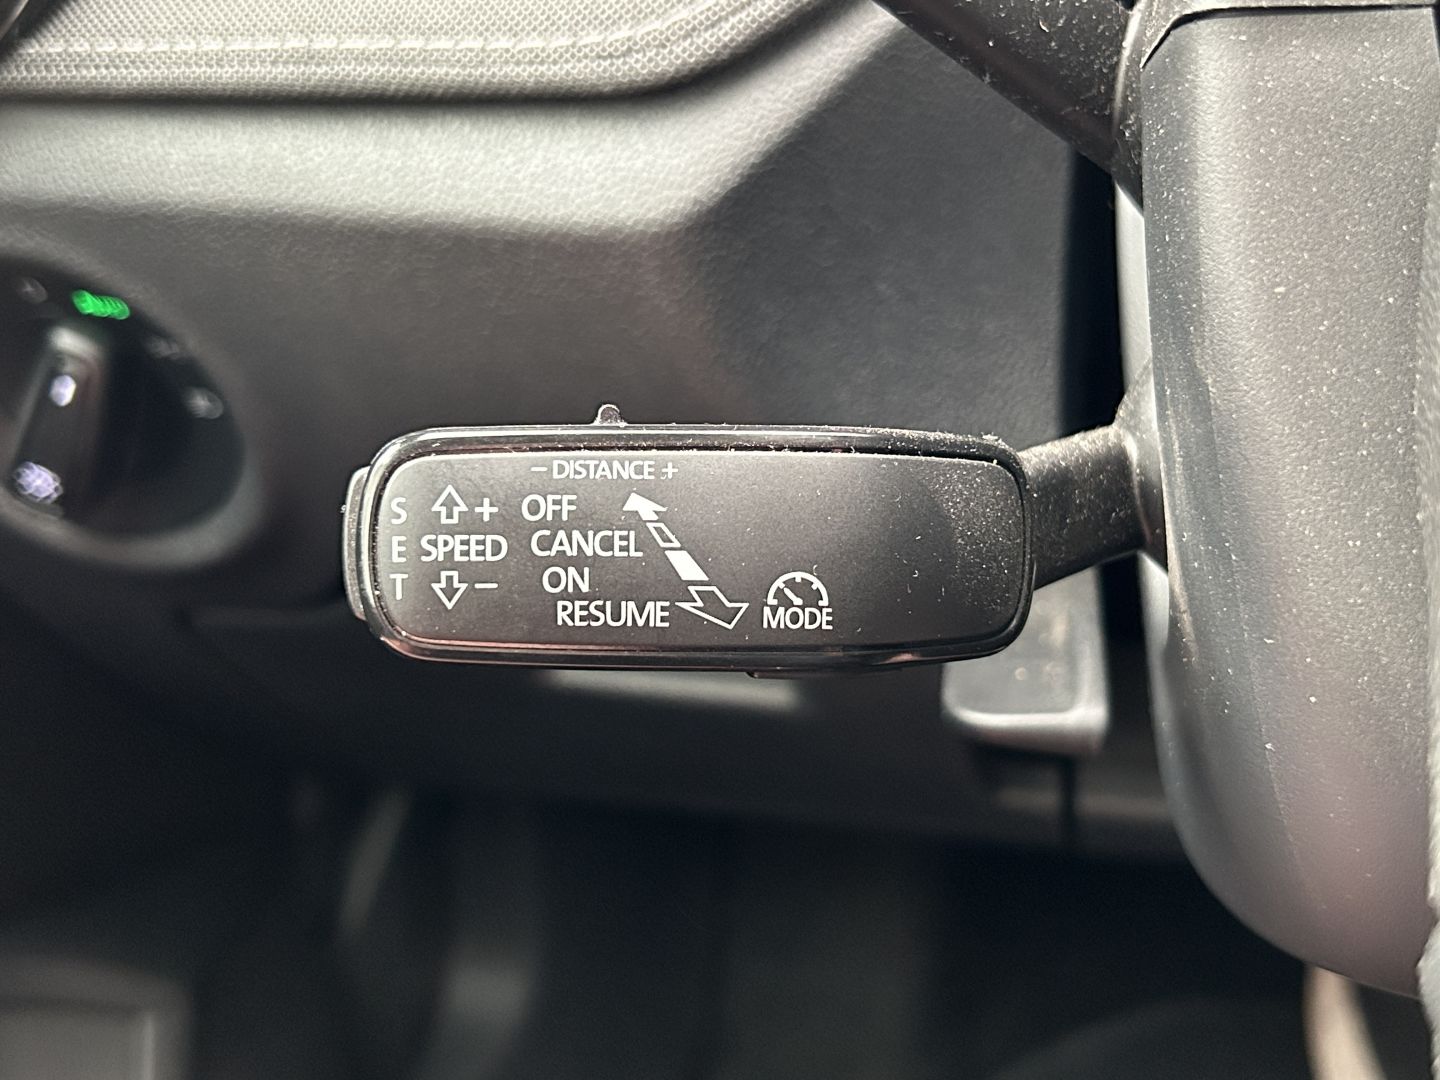 - DISTANCE +
S + OFF
E SPEED CANCEL
T - ON
RESUME
MODE